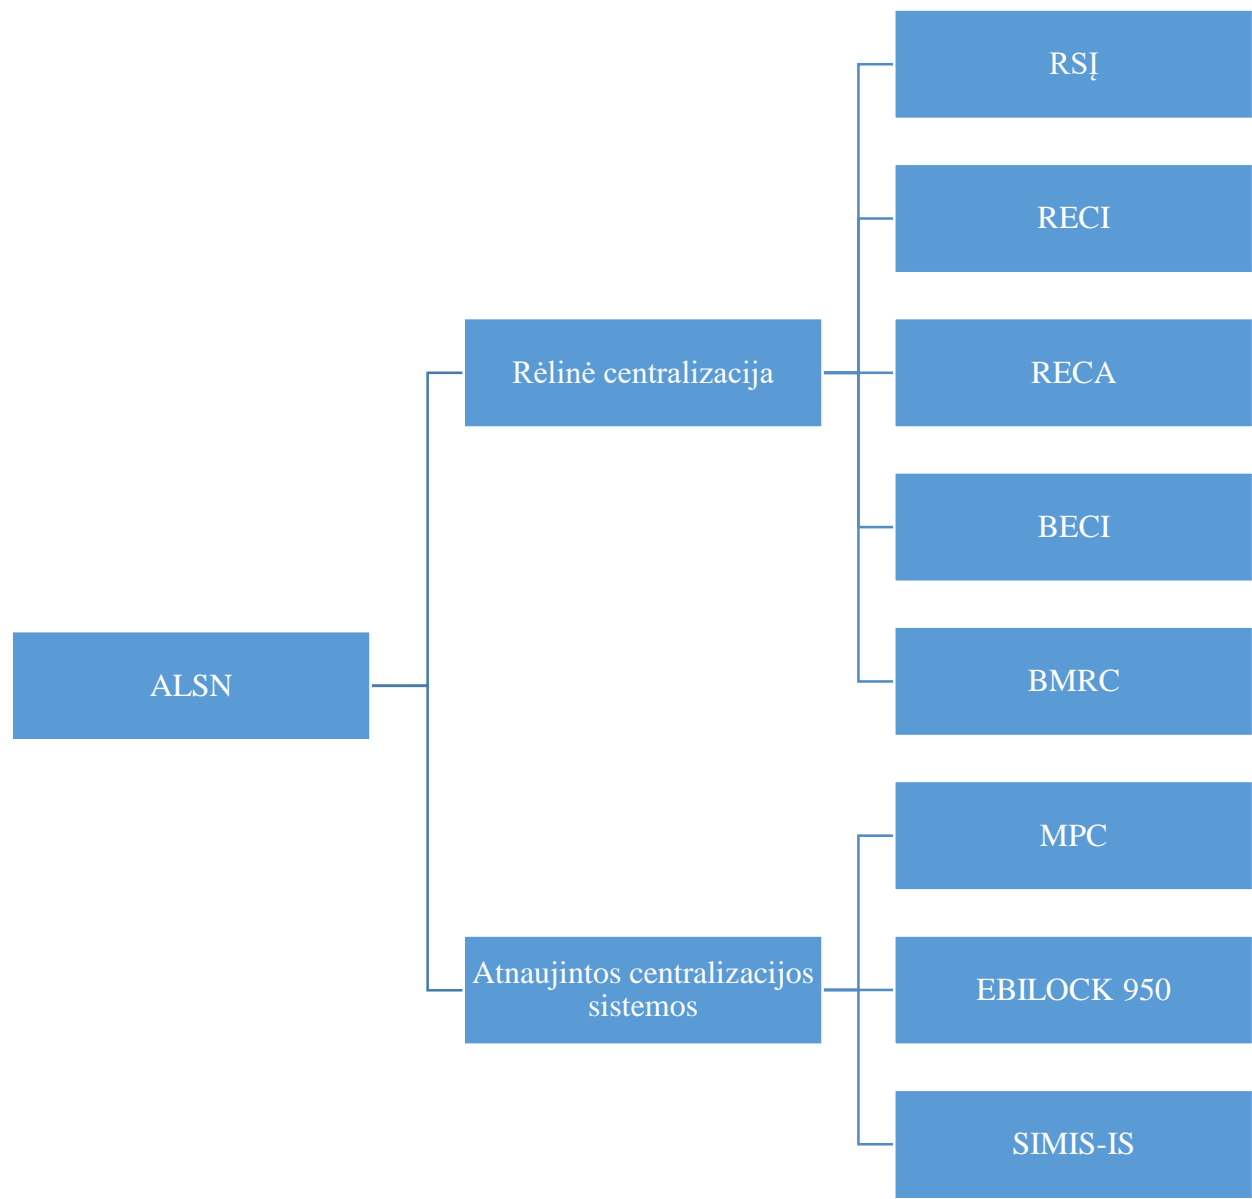 ALSN
Rėlinė centralizacija
RSĮ
RECI
RECA
BECI
BMRC
Atnaujintos centralizacijos
sistemos
MPC
EBILOCK 950
SIMIS-IS